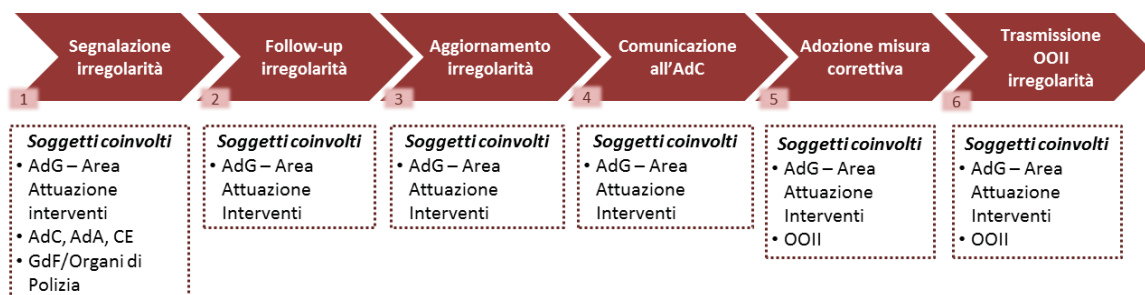 Segnalazione
irregolarità
1
Follow-up
irregolarità
2
Aggiornamento
irregolarità
3
Comunicazione
all'AdC
4
Adozione misura
correttiva
5
Trasmissione
OOII
irregolarità
6
Soggetti coinvolti
• AdG – Area
Attuazione
interventi
• AdC, AdA, CE
• GdF/Organi di
Polizia
Soggetti coinvolti
• AdG – Area
Attuazione
Interventi
Soggetti coinvolti
• AdG – Area
Attuazione
Interventi
Soggetti coinvolti
• AdG – Area
Attuazione
Interventi
Soggetti coinvolti
• AdG – Area
Attuazione
Interventi
• OOII
Soggetti coinvolti
• AdG – Area
Attuazione
Interventi
• OOII